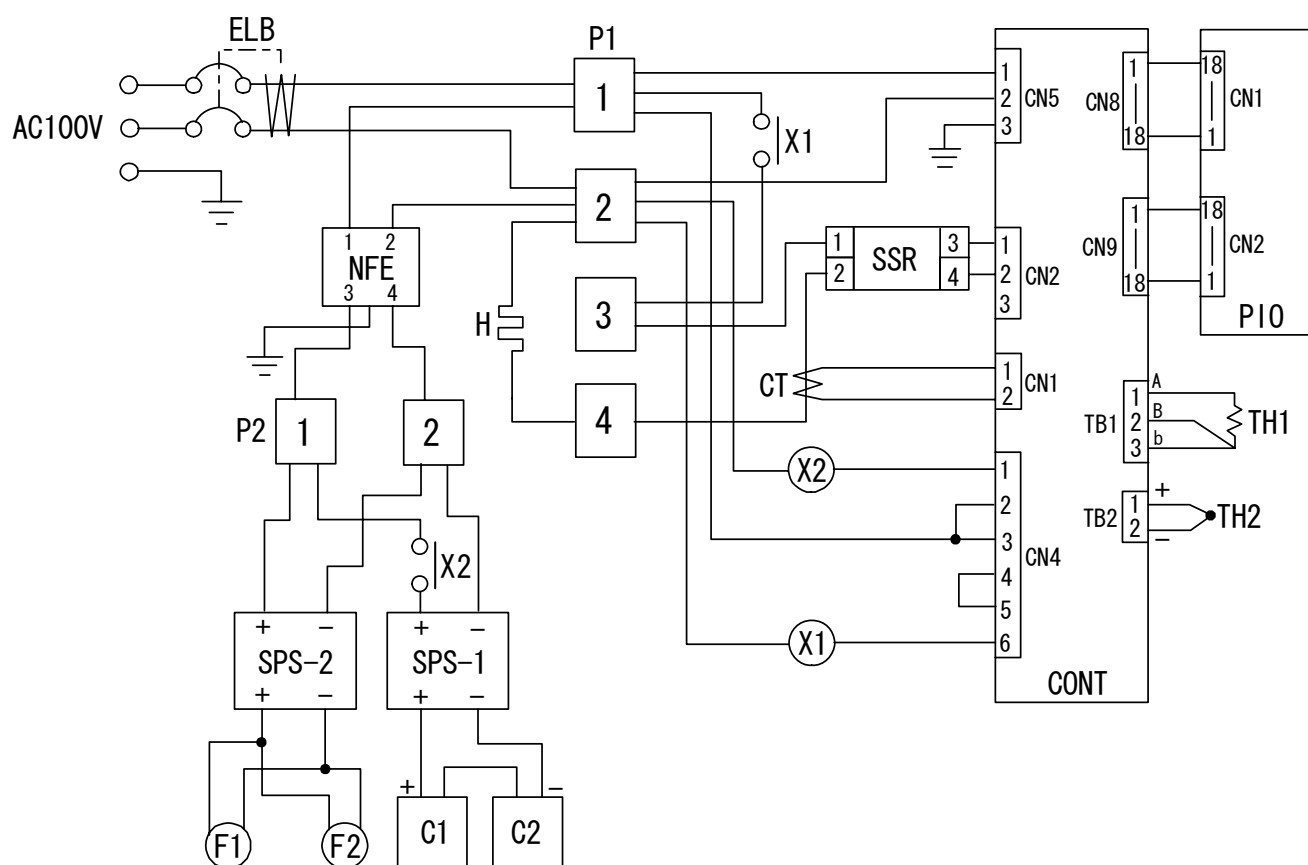 ELB
P1
AC100V
1
X1
1
2
3
CN5
CN8
1
18
18
1
CN1
2
1 2
NFE
3 4
1
2
SSR
3
4
1
2
3
CN2
CN9
1
18
18
1
CN2
PIO
H
3
CT
1
2
CN1
P2
1
2
4
TB1
1
2
3
A
B
b
TH1
X2
1
2
3
4
5
6
CN4
TB2
1
2
+
−
TH2
X2
+ −
SPS-2
+ −
+ −
SPS-1
+ −
X1
CONT
+
−
F1
F2
C1
C2